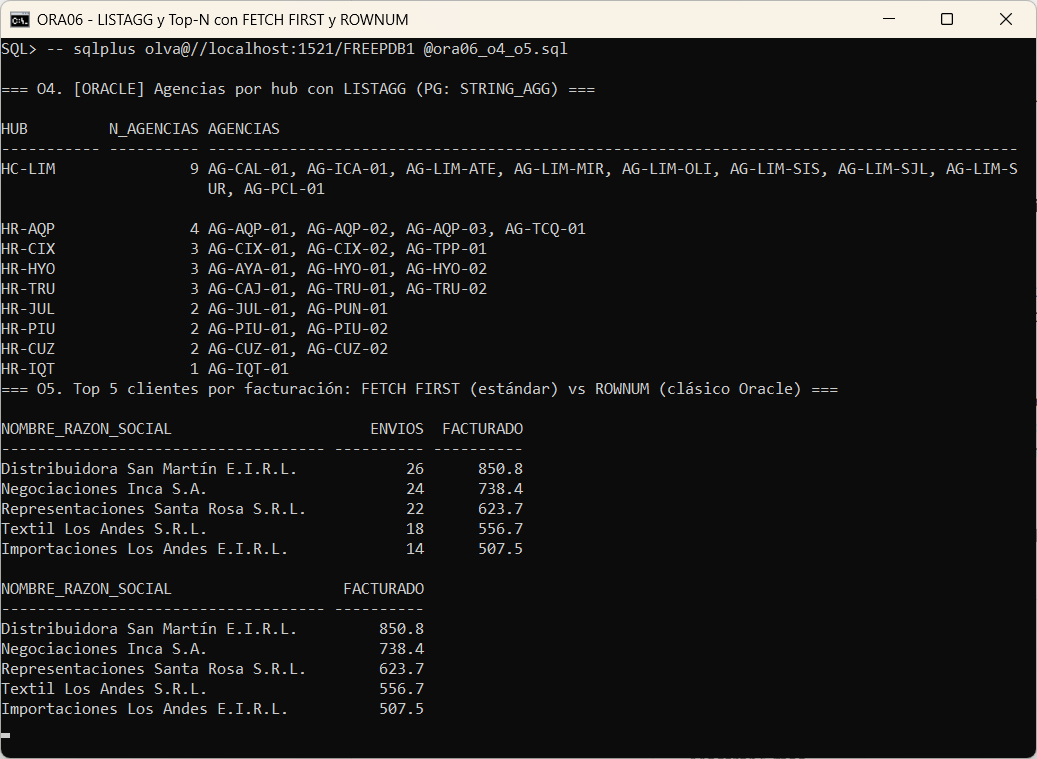 ORA06 - LISTAGG y Top-N con FETCH FIRST y ROWNUM
SQL> -- sqlplus olva@//localhost:1521/FREEPDB1 @ora06_o4_o5.sql
=== O4. [ORACLE] Agencias por hub con LISTAGG (PG: STRING_AGG) ===
HUB         N_AGENCIAS AGENCIAS
----------- ---------- ------------------------------------------------------------------------------------------
HC-LIM               9 AG-CAL-01, AG-ICA-01, AG-LIM-ATE, AG-LIM-MIR, AG-LIM-OLI, AG-LIM-SIS, AG-LIM-SJL, AG-LIM-S
                       UR, AG-PCL-01
HR-AQP               4 AG-AQP-01, AG-AQP-02, AG-AQP-03, AG-TCQ-01
HR-CIX               3 AG-CIX-01, AG-CIX-02, AG-TPP-01
HR-HYO               3 AG-AYA-01, AG-HYO-01, AG-HYO-02
HR-TRU               3 AG-CAJ-01, AG-TRU-01, AG-TRU-02
HR-JUL               2 AG-JUL-01, AG-PUN-01
HR-PIU               2 AG-PIU-01, AG-PIU-02
HR-CUZ               2 AG-CUZ-01, AG-CUZ-02
HR-IQT               1 AG-IQT-01
=== O5. Top 5 clientes por facturación: FETCH FIRST (estándar) vs ROWNUM (clásico Oracle) ===
NOMBRE_RAZON_SOCIAL                      ENVIOS  FACTURADO
------------------------------------ ---------- ----------
Distribuidora San Martín E.I.R.L.            26      850.8
Negociaciones Inca S.A.                      24      738.4
Representaciones Santa Rosa S.R.L.           22      623.7
Textil Los Andes S.R.L.                      18      556.7
Importaciones Los Andes E.I.R.L.             14      507.5
NOMBRE_RAZON_SOCIAL                   FACTURADO
------------------------------------ ----------
Distribuidora San Martín E.I.R.L.         850.8
Negociaciones Inca S.A.                   738.4
Representaciones Santa Rosa S.R.L.        623.7
Textil Los Andes S.R.L.                   556.7
Importaciones Los Andes E.I.R.L.          507.5